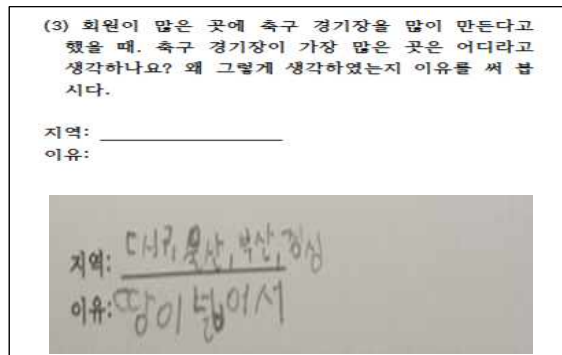 (3) 회원이 많은 곳에 축구 경기장을 많이 만든다고
했을 때. 축구 경기장이 가장 많은 곳은 어디라고
생각하나요? 왜 그렇게 생각하였는지 이유를 써 봅
시다.
지역:
이유:
지역: 대구, 울산, 부산,
이유: 땅이 넓어서